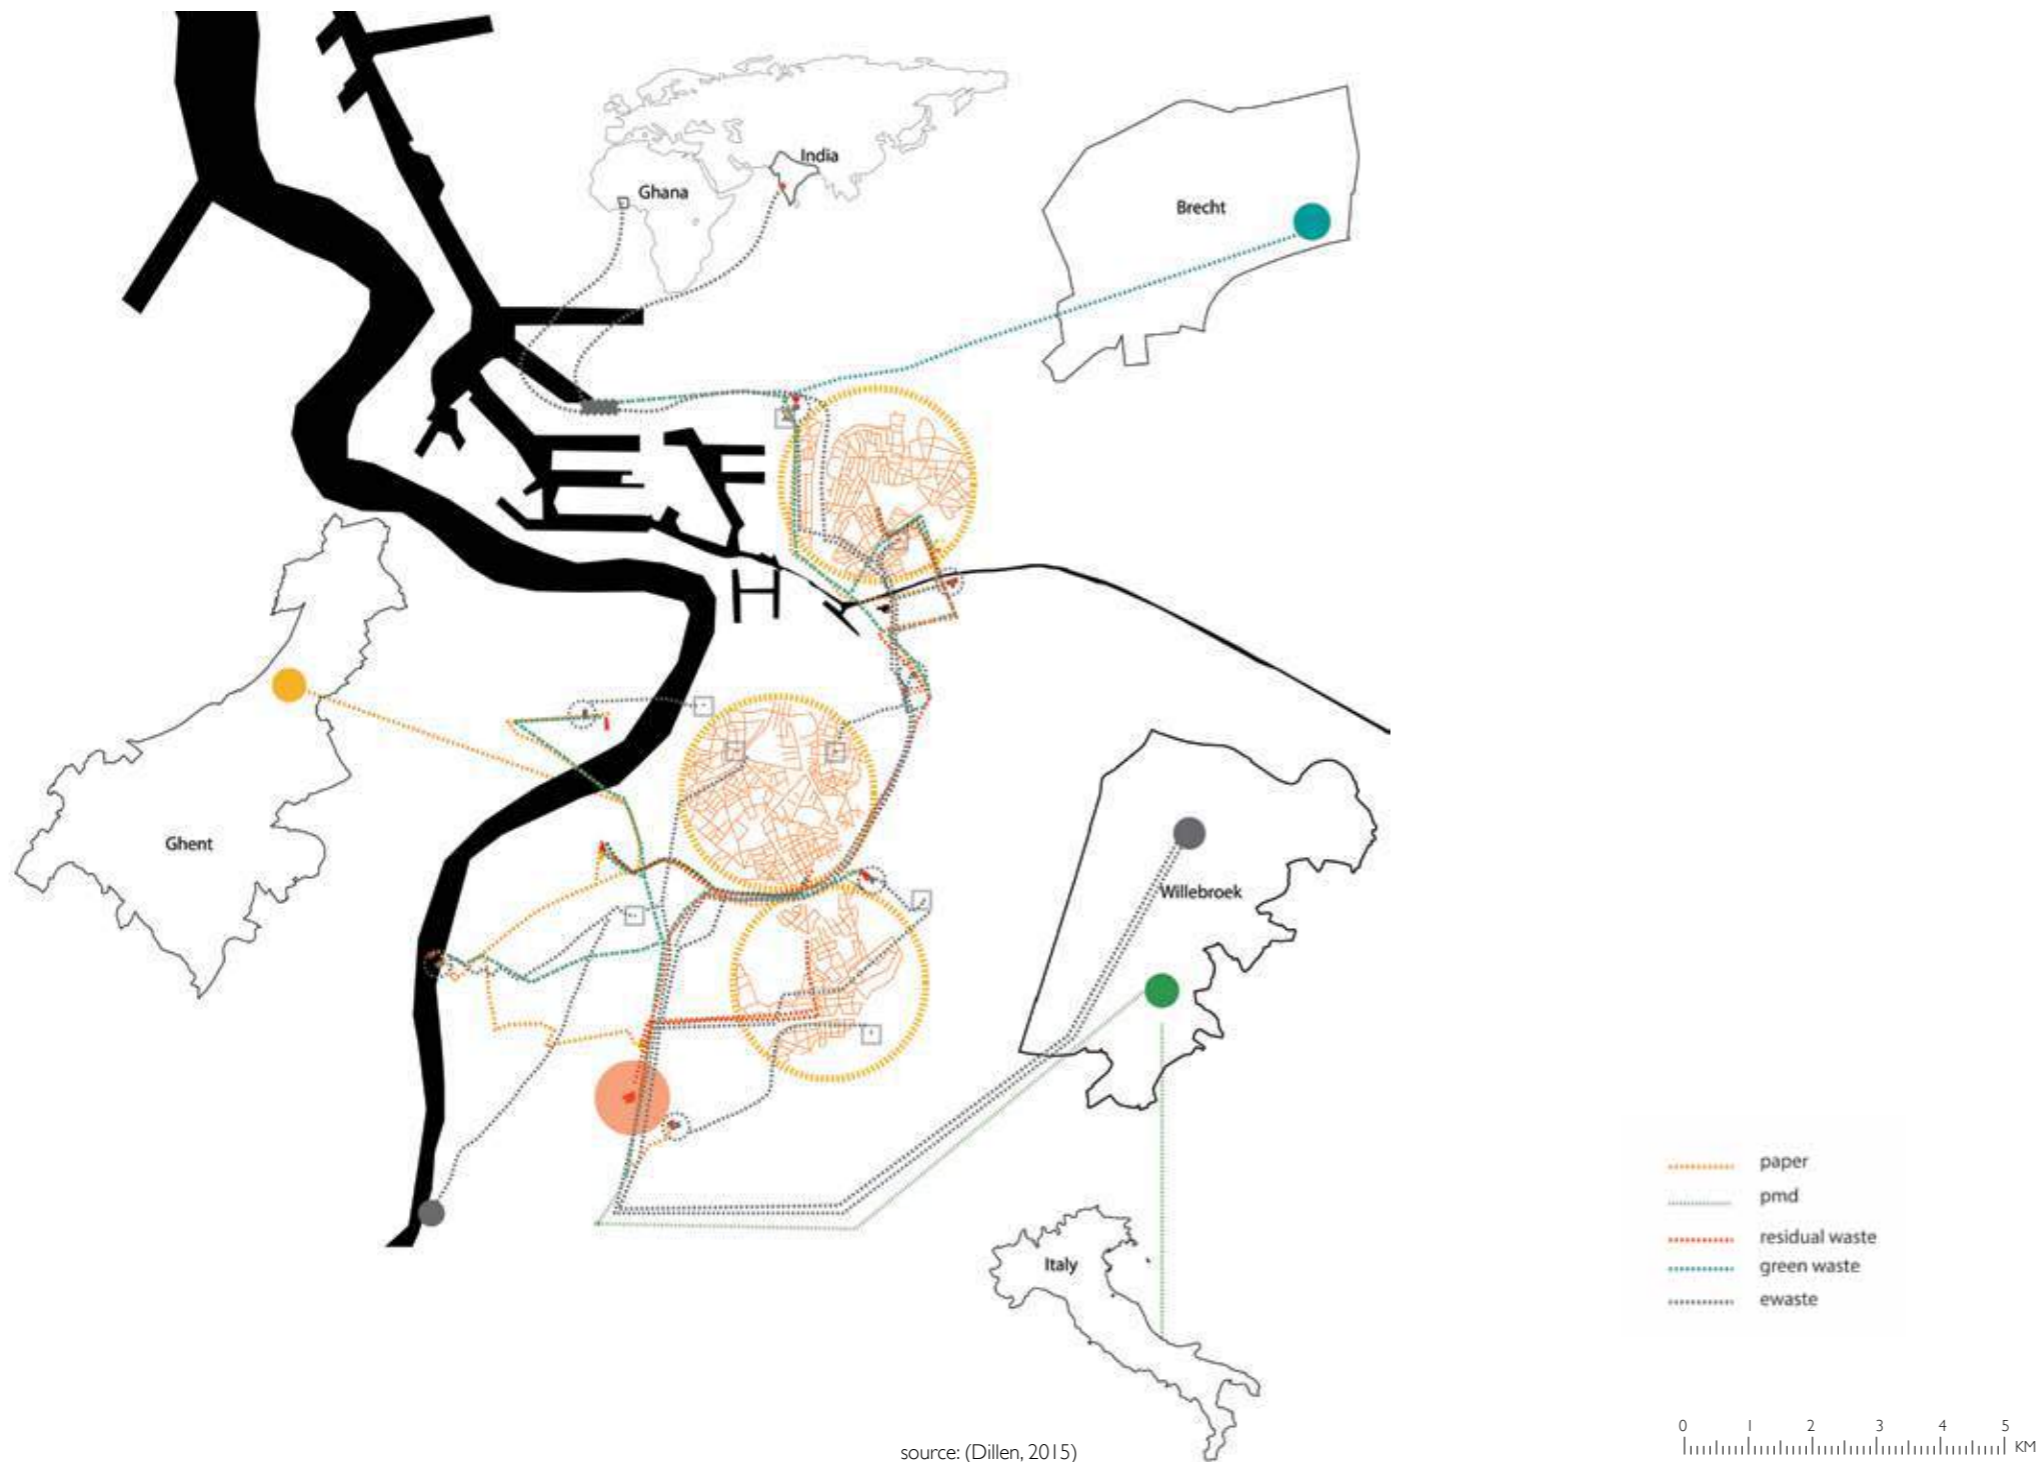 India
Ghana
Brecht
Ghent
Willebroek
Italy
paper
pmd
residual waste
green waste
ewaste
0 1 2 3 4 5
KM
source: (Dillen, 2015)